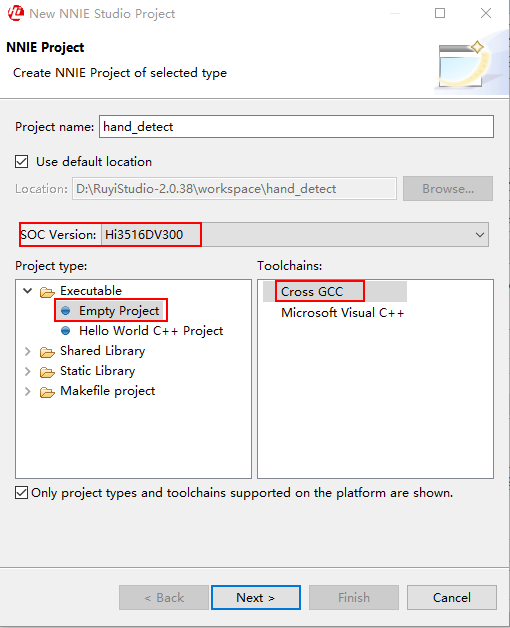 New NNIE Studio Project
NNIE Project
Create NNIE Project of selected type
Project name: hand_detect
Use default location
Location: D:\RuyiStudio-2.0.38\workspace\hand_detect Browse...
SOC Version: Hi3516DV300
Project type: Toolchains:
Executable Cross GCC
Empty Project Microsoft Visual C++
Hello World C++ Project
Shared Library
Static Library
Makefile project
Only project types and toolchains supported on the platform are shown.
< Back Next > Finish Cancel